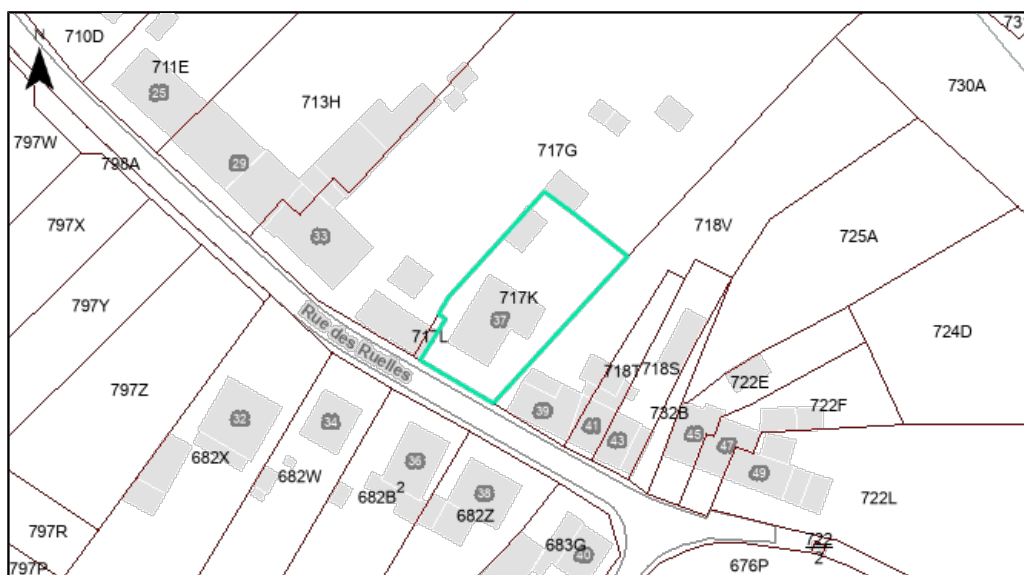 710D
N
711E
25
713H
730A
797W
798A
29
717G
797X
33
718V
725A
797Y
717K
37
Rue des Ruelles
717L
724D
797Z
718T
718S
722E
732B
722F
39
41
43
45
47
49
32
34
36
38
40
682X
682W
682B²
682Z
722L
797R
683G
722
2
676P
797P